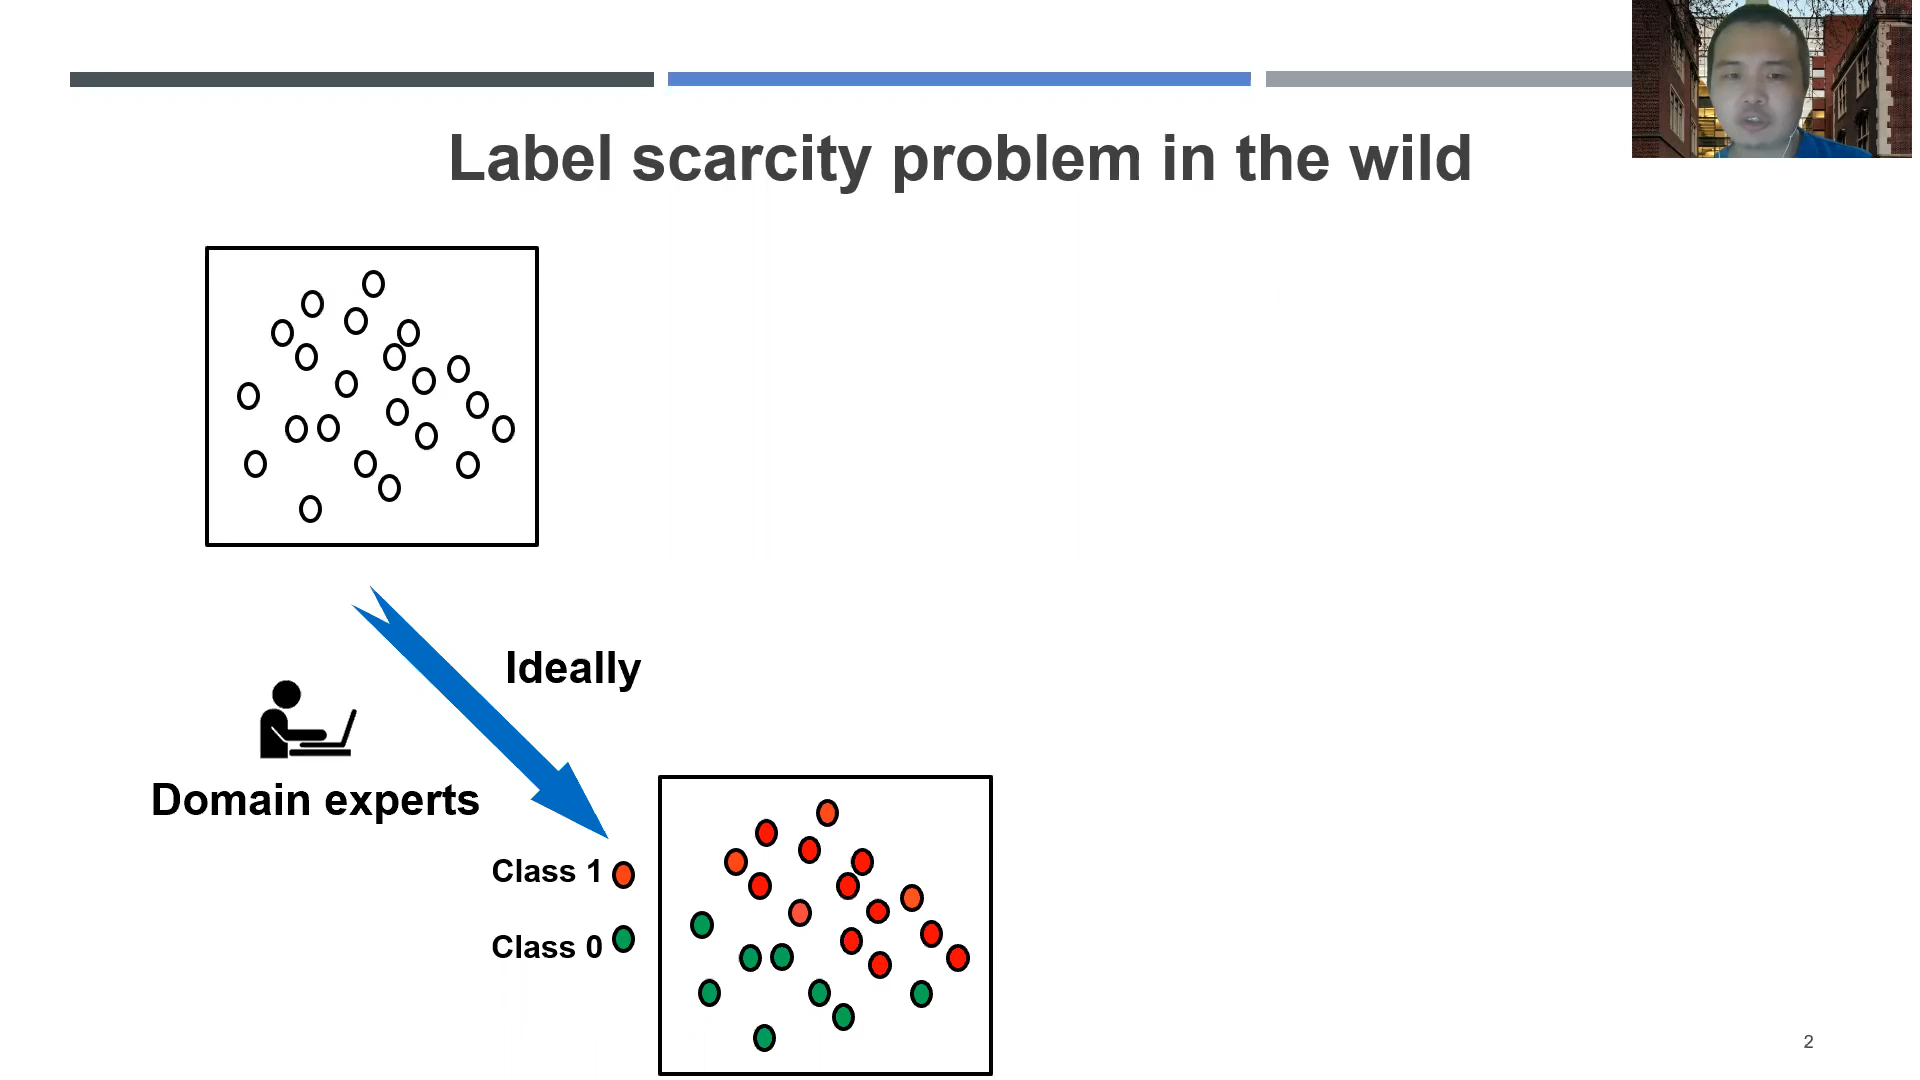 Label scarcity problem in the wild
Ideally
Domain experts
Class 1
Class 0
2